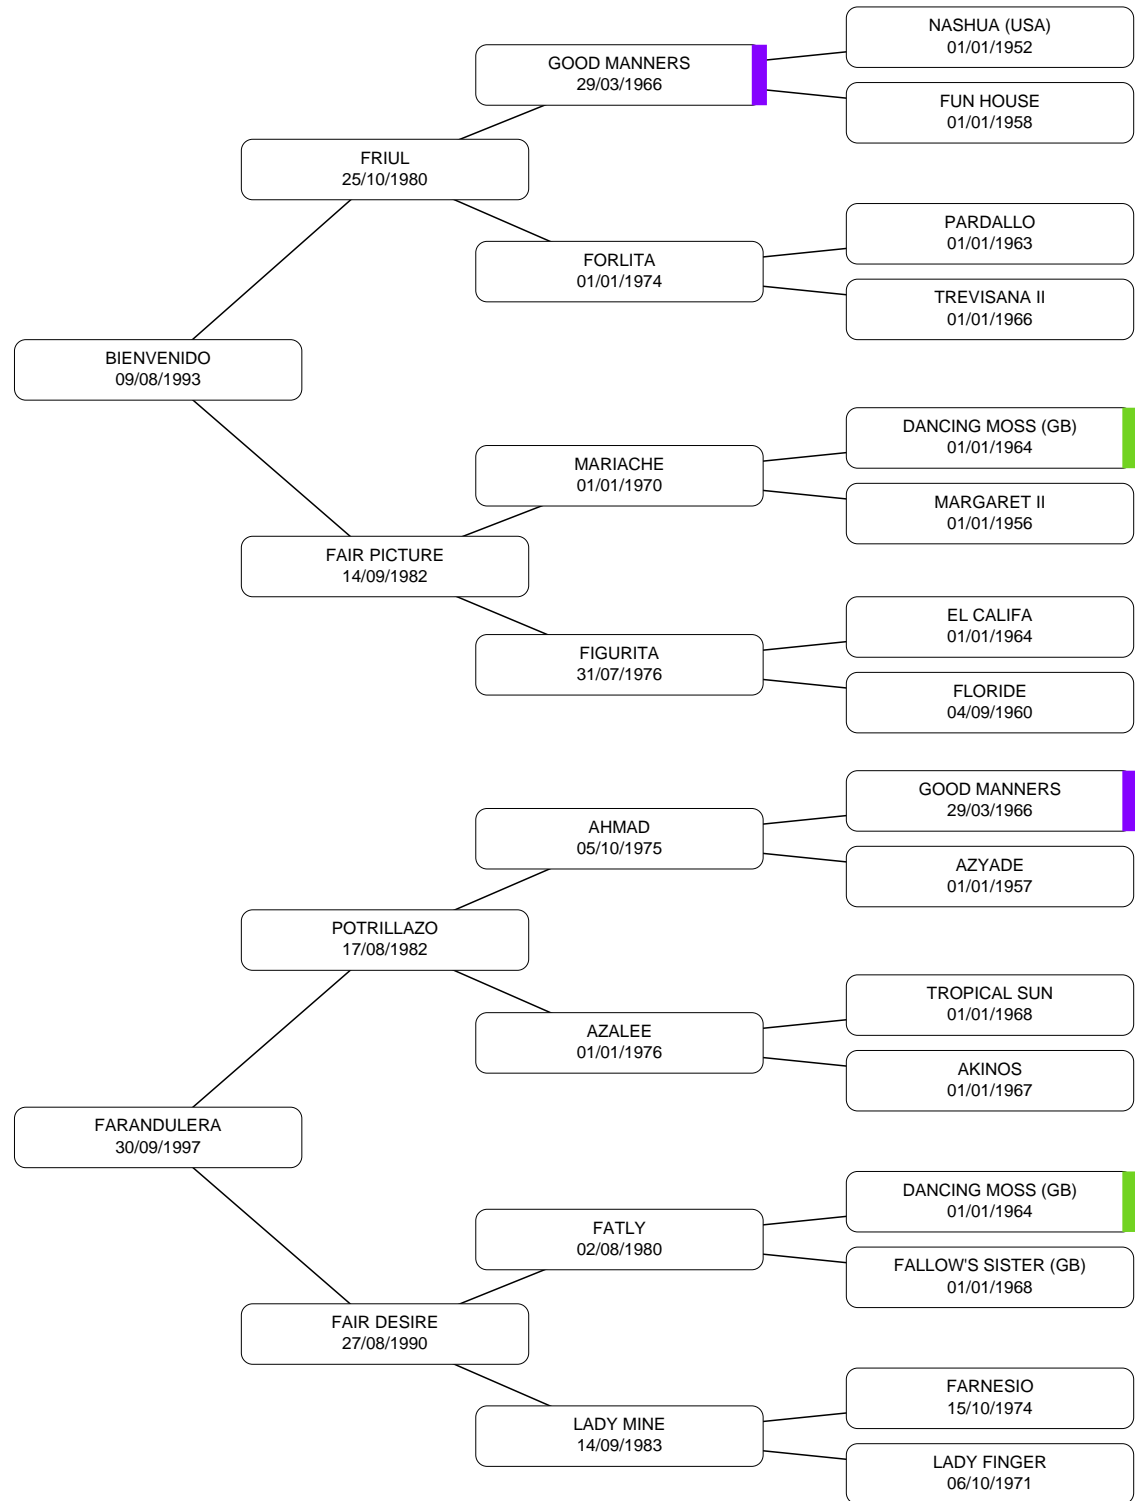 NASHUA (USA)
01/01/1952
GOOD MANNERS
29/03/1966
FUN HOUSE
01/01/1958
FRIUL
25/10/1980
PARDALLO
01/01/1963
FORLITA
01/01/1974
TREVISANA II
01/01/1966
BIENVENIDO
09/08/1993
DANCING MOSS (GB)
01/01/1964
MARIACHE
01/01/1970
MARGARET II
01/01/1956
FAIR PICTURE
14/09/1982
EL CALIFA
01/01/1964
FIGURITA
31/07/1976
FLORIDE
04/09/1960
GOOD MANNERS
29/03/1966
AHMAD
05/10/1975
AZYADE
01/01/1957
POTRILLAZO
17/08/1982
TROPICAL SUN
01/01/1968
AZALEE
01/01/1976
AKINOS
01/01/1967
FARANDULERA
30/09/1997
DANCING MOSS (GB)
01/01/1964
FATLY
02/08/1980
FALLOW'S SISTER (GB)
01/01/1968
FAIR DESIRE
27/08/1990
FARNESIO
15/10/1974
LADY MINE
14/09/1983
LADY FINGER
06/10/1971